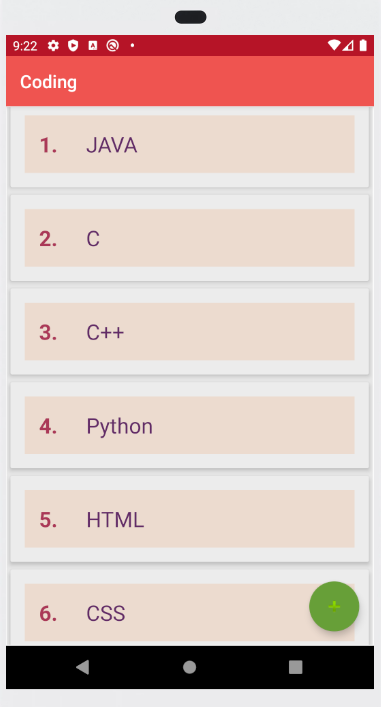 9:22
Coding
1. JAVA
2. C
3. C++
4. Python
5. HTML
6. CSS